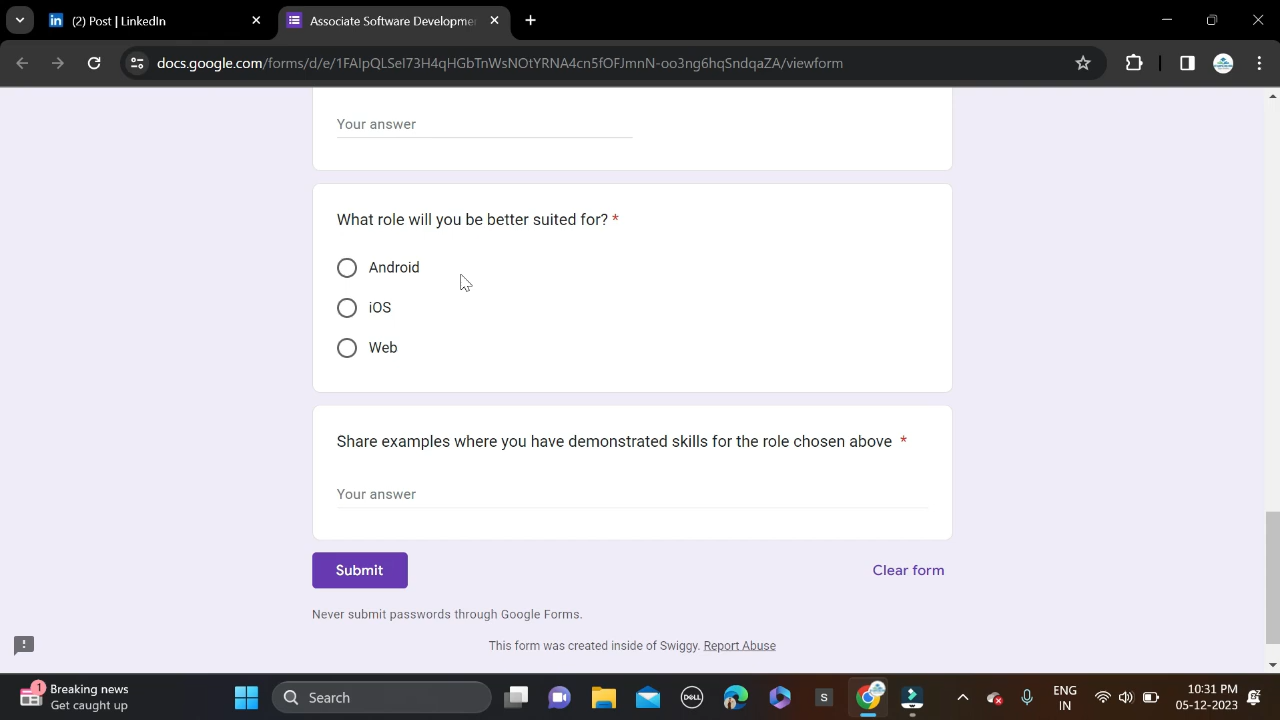 (2) Post | LinkedIn
Associate Software Developme
docs.google.com/forms/d/e/1FAIpQLSel73H4qHGbTnWsNOtYRNA4cn5fOFJmnN-oo3ng6hqSndqaZA/viewform
Your answer
What role will you be better suited for? *
Android
iOS
Web
Share examples where you have demonstrated skills for the role chosen above *
Your answer
Submit
Clear form
Never submit passwords through Google Forms.
This form was created inside of Swiggy. Report Abuse
1
Breaking news
Get caught up
Search
DELL
S
ENG
IN
10:31 PM
05-12-2023